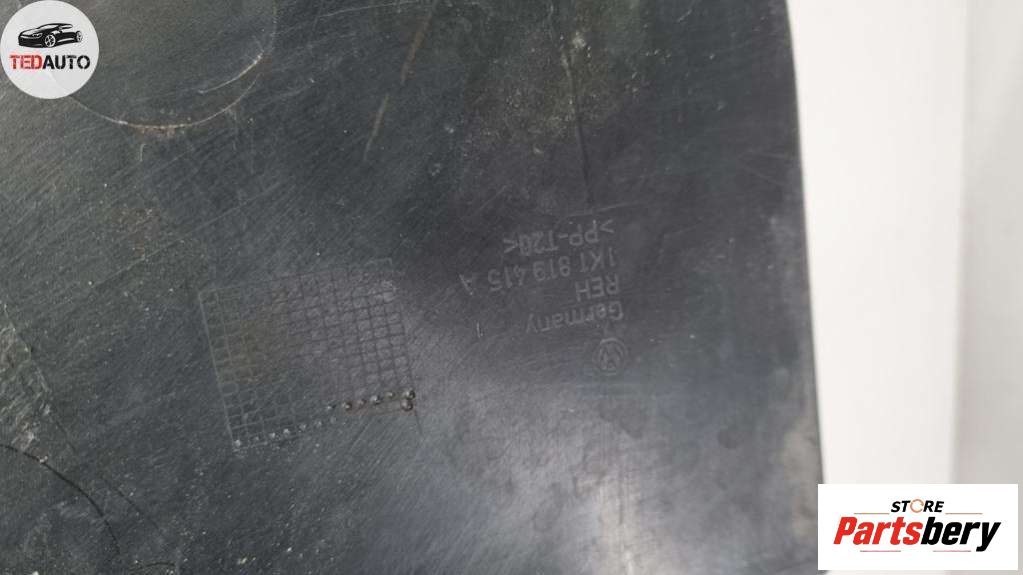 TEDAUTO
>PP-T20<
1K1 819 415 A
REH
Germany
STORE
Partsbery